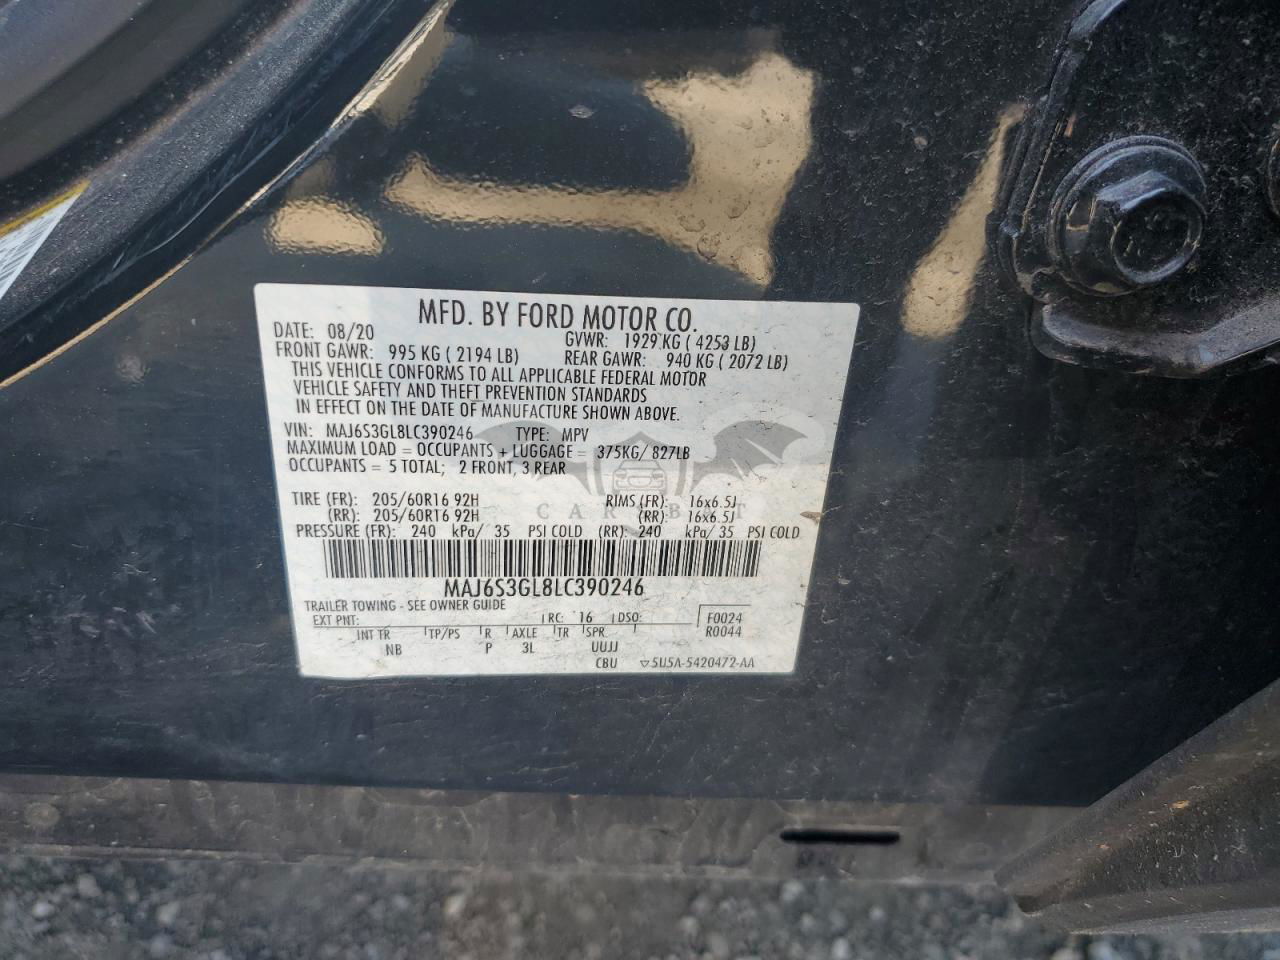 MFD. BY FORD MOTOR CO.
DATE: 08/20 GVWR: 1929 KG ( 4253 LB)
FRONT GAWR: 995 KG ( 2194 LB) REAR GAWR: 940 KG ( 2072 LB)
THIS VEHICLE CONFORMS TO ALL APPLICABLE FEDERAL MOTOR
VEHICLE SAFETY AND THEFT PREVENTION STANDARDS
IN EFFECT ON THE DATE OF MANUFACTURE SHOWN ABOVE.
VIN: MAJ6S3GL8LC390246 TYPE: MPV
MAXIMUM LOAD = OCCUPANTS + LUGGAGE = 375KG/ 827LB
OCCUPANTS = 5 TOTAL; 2 FRONT, 3 REAR
TIRE (FR): 205/60R16 92H RIMS (FR): 16x6.5J
CAR BAT
(RR): 205/60R16 92H (RR): 16x6.5J
PRESSURE (FR): 240 kPa/ 35 PSI COLD (RR): 240 kPa/ 35 PSI COLD
MAJ6S3GL8LC390246
TRAILER TOWING - SEE OWNER GUIDE
EXT PNT: RC: 16 DSO: F0024
INT TR TP/PS R AXLE TR SPR R0044
NB P 3L UUJJ
CBU ▽5U5A-5420472-AA